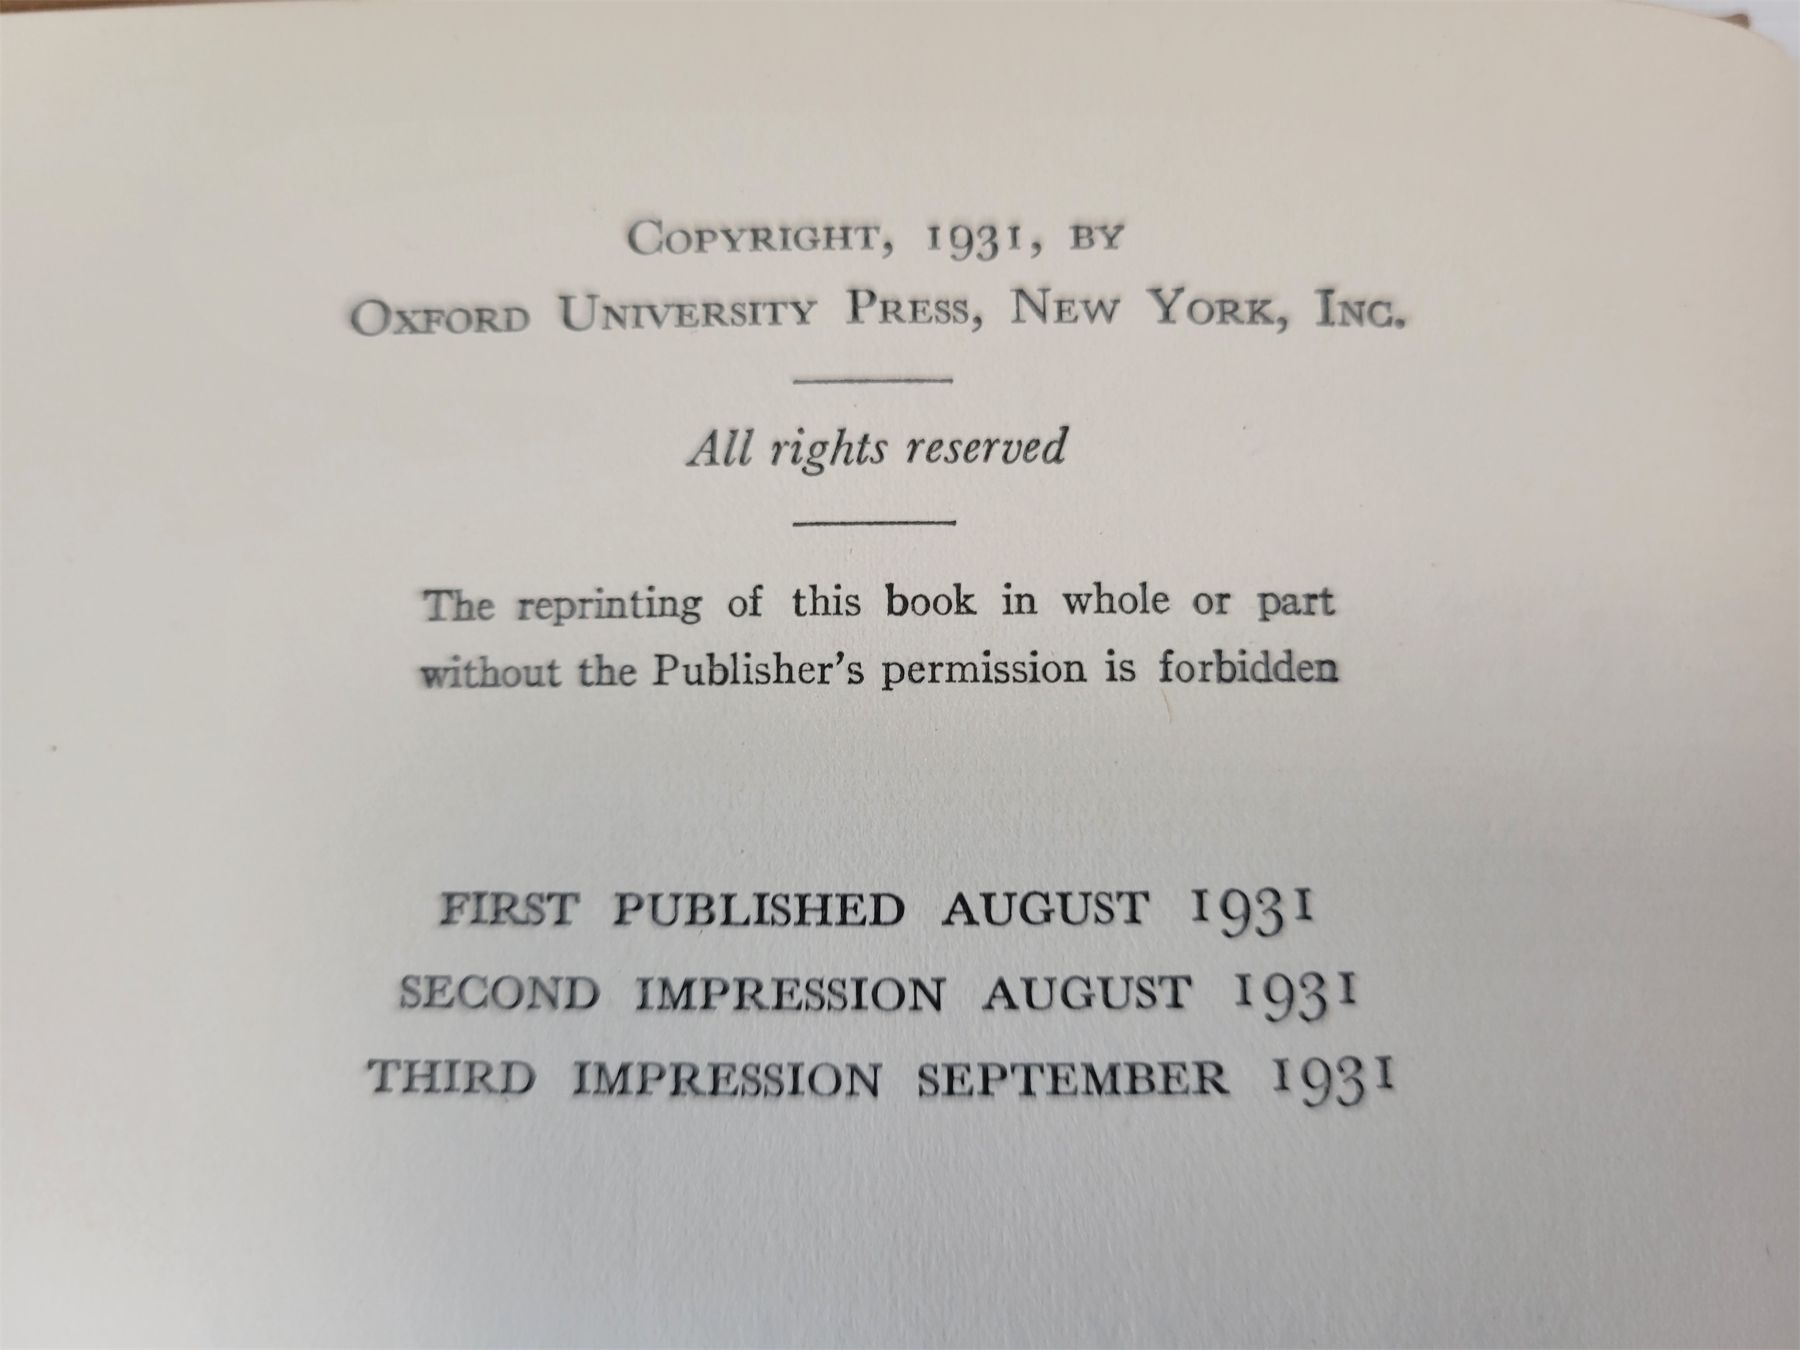 Copyright, 1931, by
Oxford University Press, New York, Inc.
All rights reserved
The reprinting of this book in whole or part
without the Publisher's permission is forbidden
FIRST PUBLISHED AUGUST 1931
SECOND IMPRESSION AUGUST 1931
THIRD IMPRESSION SEPTEMBER 1931